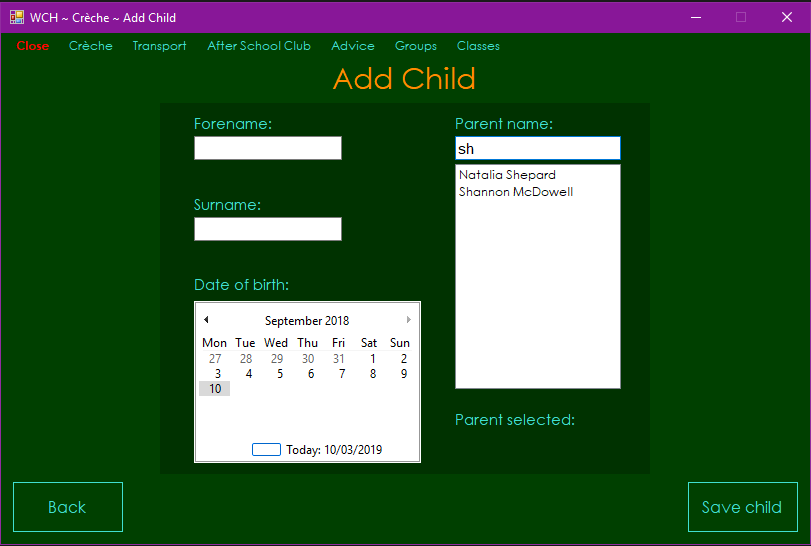 WCH ~ Crèche ~ Add Child
Close Crèche Transport After School Club Advice Groups Classes
Add Child
Forename:
Surname:
Date of birth:
September 2018
Mon Tue Wed Thu Fri Sat Sun
27 28 29 30 31 1 2
3 4 5 6 7 8 9
10
Today: 10/03/2019
Parent name:
sh
Natalia Shepard
Shannon McDowell
Parent selected:
Back
Save child